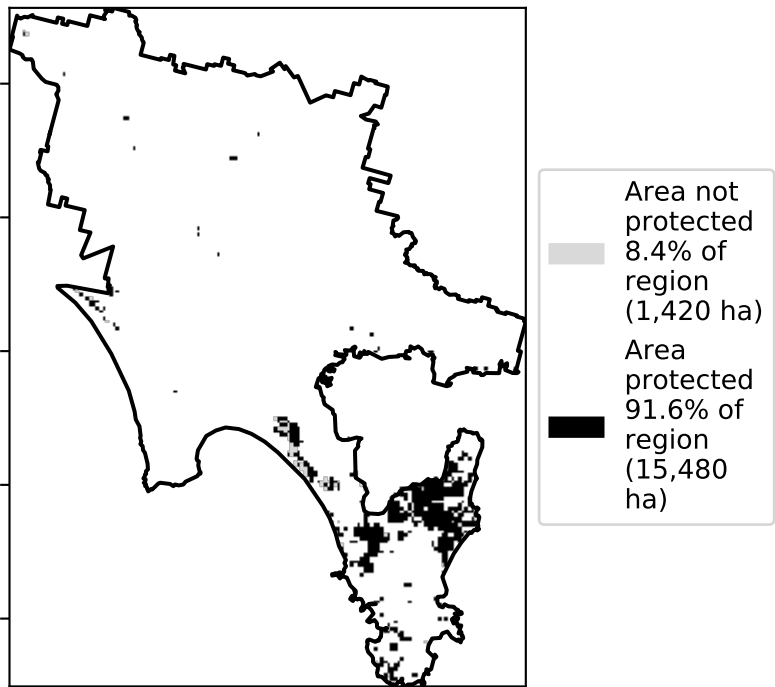 Area not
protected
8.4% of
region
(1,420 ha)
Area
protected
91.6% of
region
(15,480
ha)